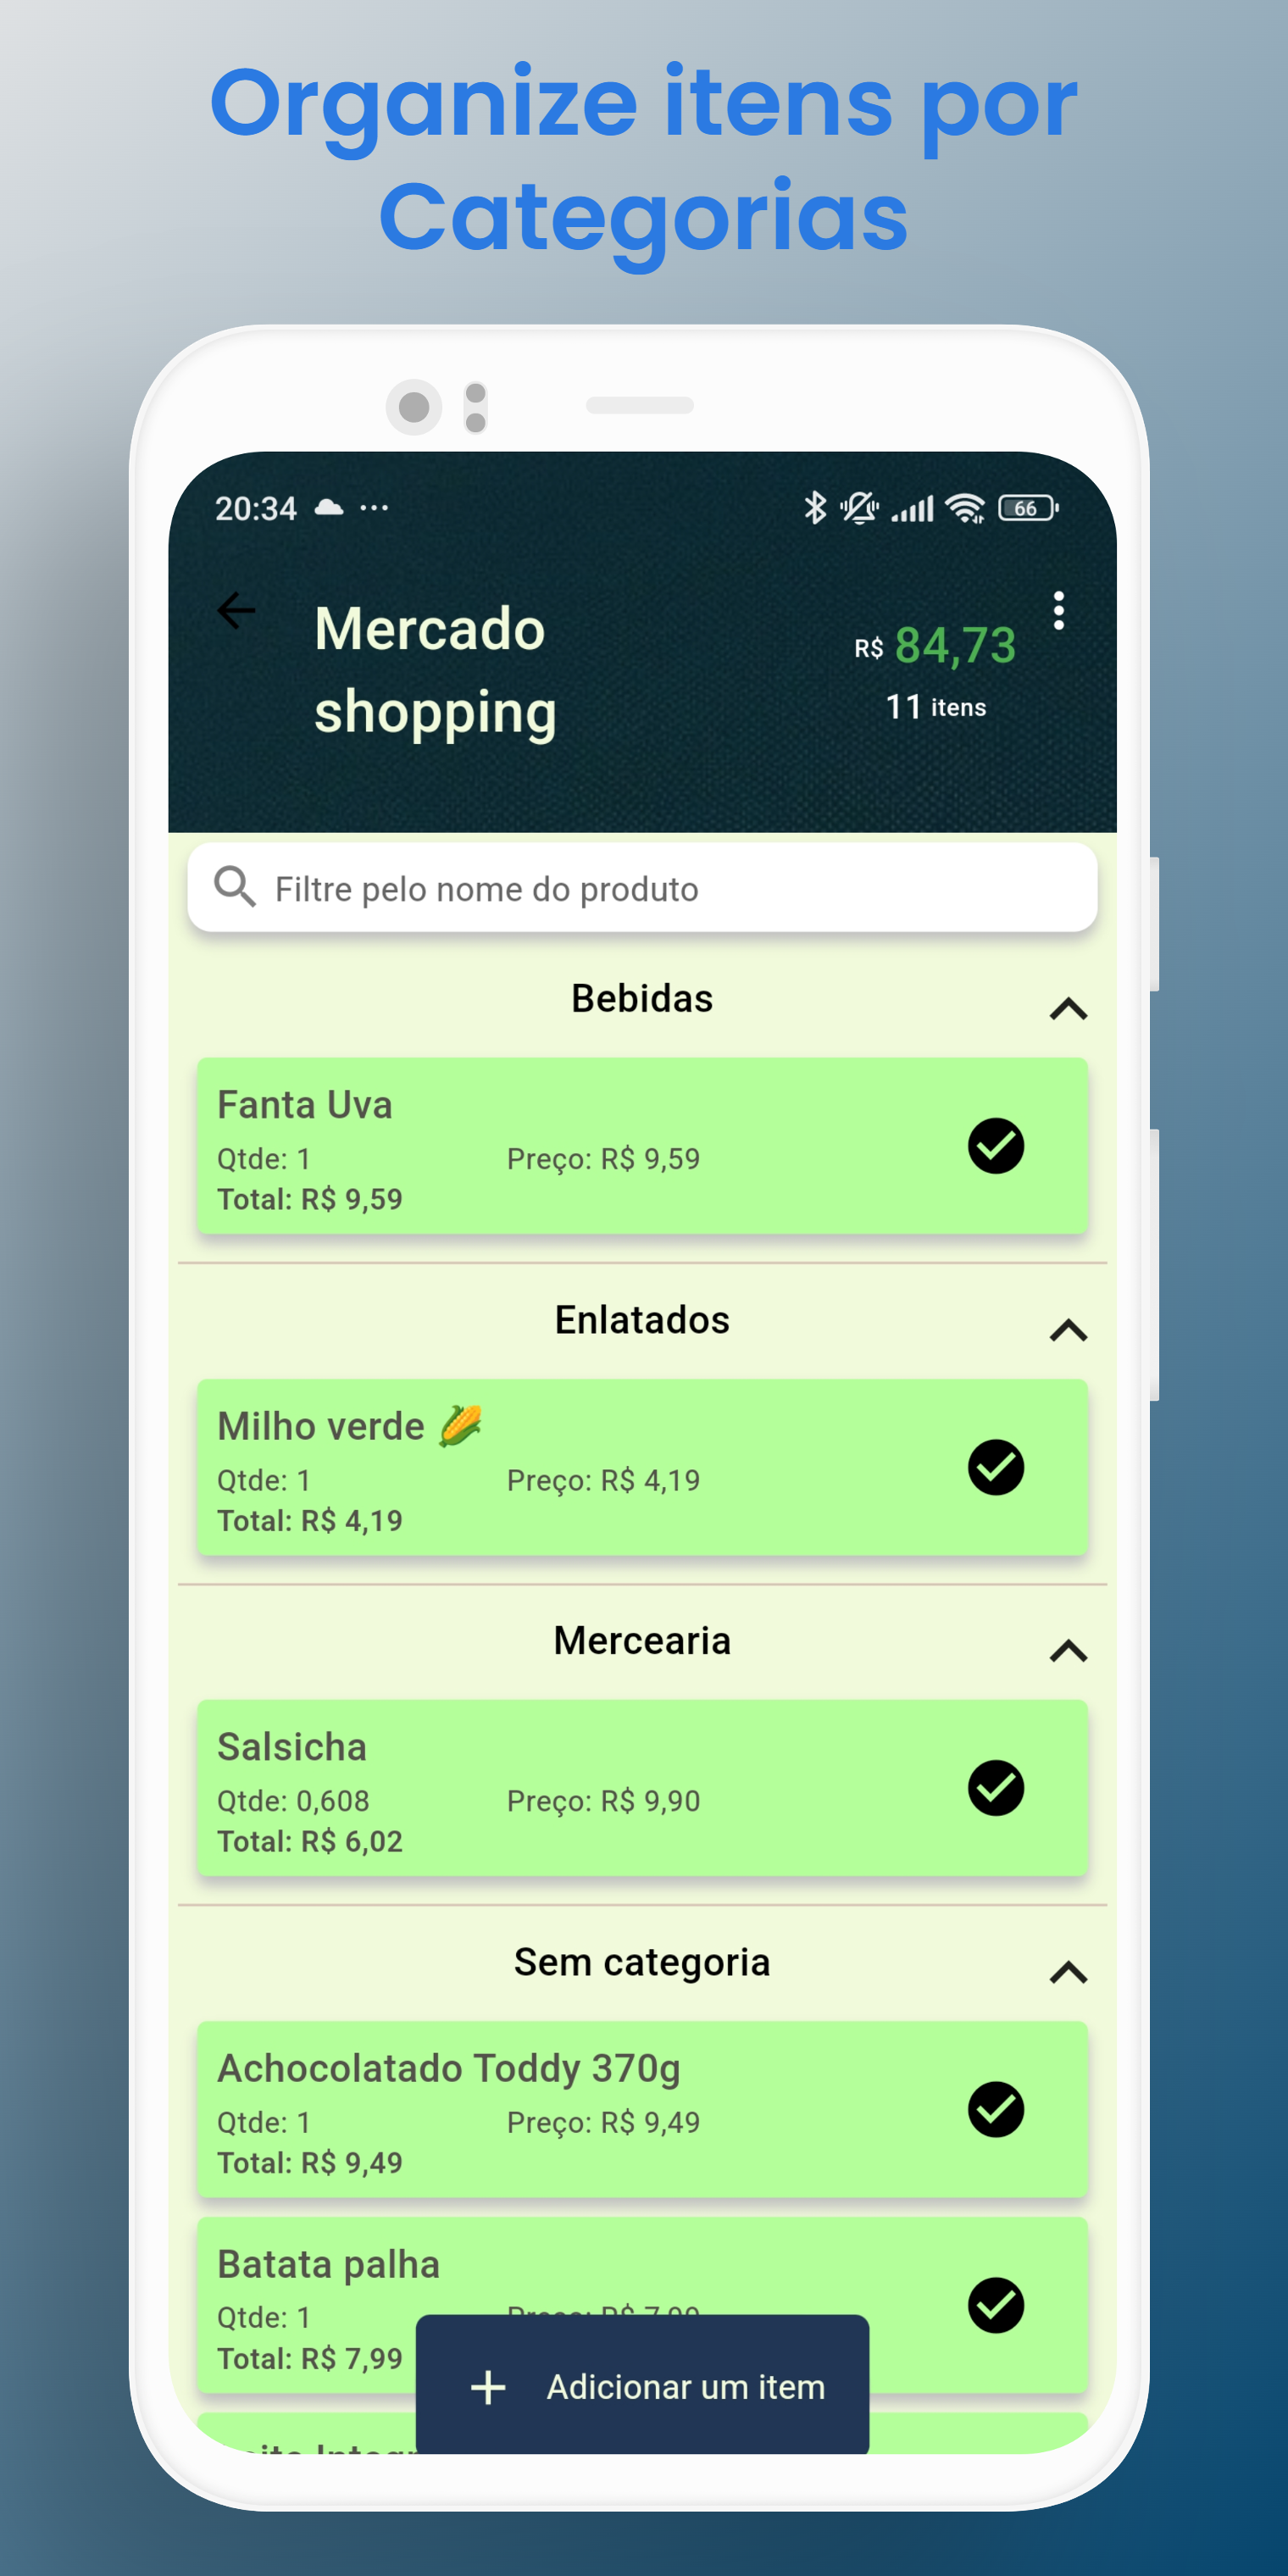 Organize itens por
Categorias
20:34
66
Mercado
shopping
R$ 84,73
11 itens
Filtre pelo nome do produto
Bebidas
Fanta Uva
Qtde: 1 Preço: R$ 9,59
Total: R$ 9,59
Enlatados
Milho verde 🌽
Qtde: 1 Preço: R$ 4,19
Total: R$ 4,19
Mercearia
Salsicha
Qtde: 0,608 Preço: R$ 9,90
Total: R$ 6,02
Sem categoria
Achocolatado Toddy 370g
Qtde: 1 Preço: R$ 9,49
Total: R$ 9,49
Batata palha
Qtde: 1 Preço: R$ 7,99
Total: R$ 7,99
Adicionar um item